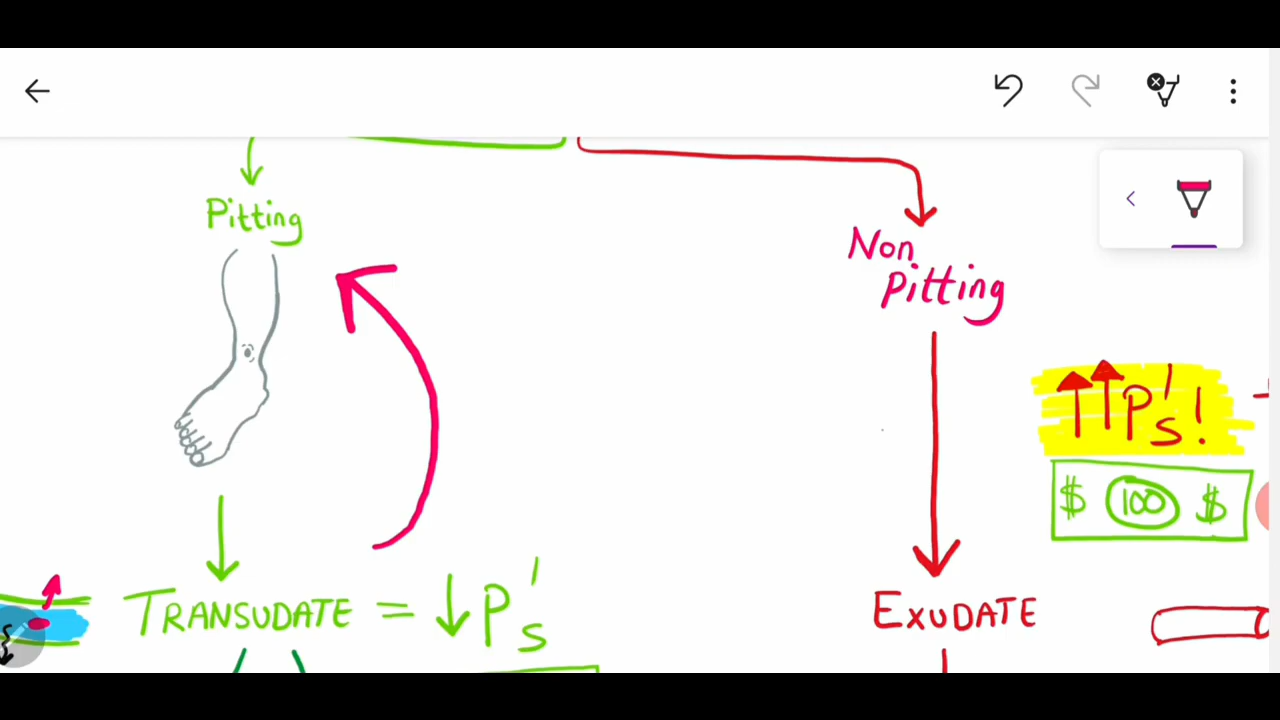 Pitting
Non
Pitting
↑↑P's!
$ 100 $
TRANSUDATE = ↓P's
EXUDATE